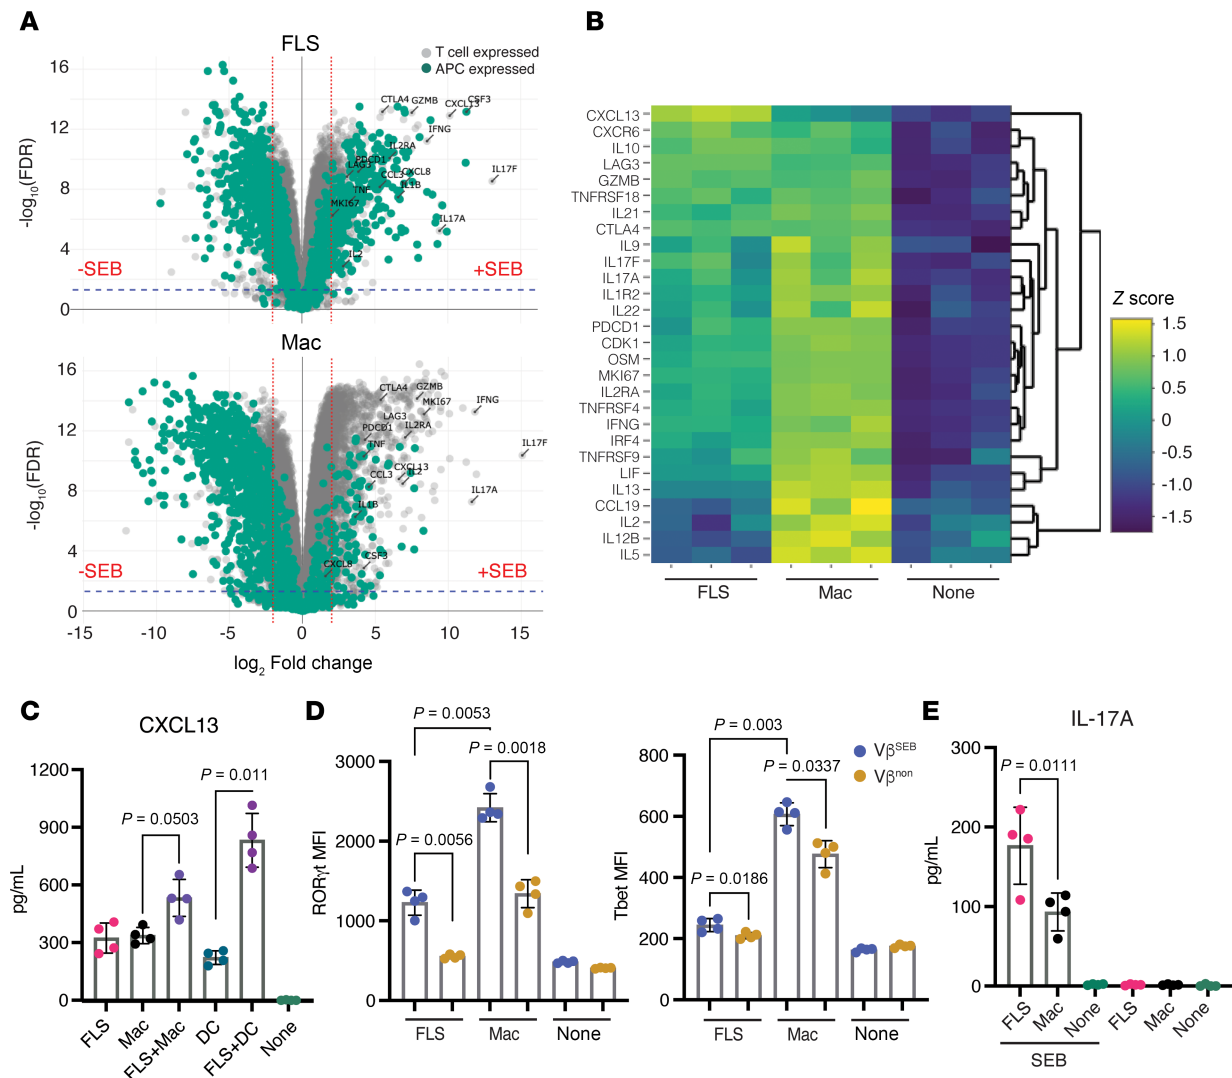 A
FLS
T cell expressed
APC expressed
16
12
8
4
0
-log10(FDR)
CTLA4
GZMB
CXCL13
CSF3
IFNG
IL2RA
PDCD1
LAG3
CCL3
CXCL8
IL17F
TNF
IL1B
MKI67
IL17A
IL2
-SEB
+SEB
Mac
16
12
8
4
0
-log10(FDR)
CTLA4
GZMB
MKI67
IFNG
LAG3
PDCD1
IL2RA
TNF
IL17F
CXCL13
IL2
CCL3
IL17A
IL1B
CSF3
CXCL8
-SEB
+SEB
-15
-10
-5
0
5
10
15
log2 Fold change
B
CXCL13
CXCR6
IL10
LAG3
GZMB
TNFRSF18
IL21
CTLA4
IL9
IL17F
IL17A
IL1R2
IL22
PDCD1
CDK1
OSM
MKI67
IL2RA
TNFRSF4
IFNG
IRF4
TNFRSF9
LIF
IL13
CCL19
IL2
IL12B
IL5
FLS
Mac
None
Z score
1.5
1.0
0.5
0
-0.5
-1.0
-1.5
C
CXCL13
1200
900
600
300
0
pg/mL
P = 0.0503
P = 0.011
FLS
Mac
FLS+Mac
DC
FLS+DC
None
D
3000
2000
1000
0
RORγt MFI
P = 0.0053
P = 0.0018
P = 0.0056
FLS
Mac
None
800
600
400
200
0
Tbet MFI
P = 0.003
P = 0.0337
P = 0.0186
VβSEB
Vβnon
FLS
Mac
None
E
IL-17A
300
200
100
0
pg/mL
P = 0.0111
FLS
Mac
None
FLS
Mac
None
SEB